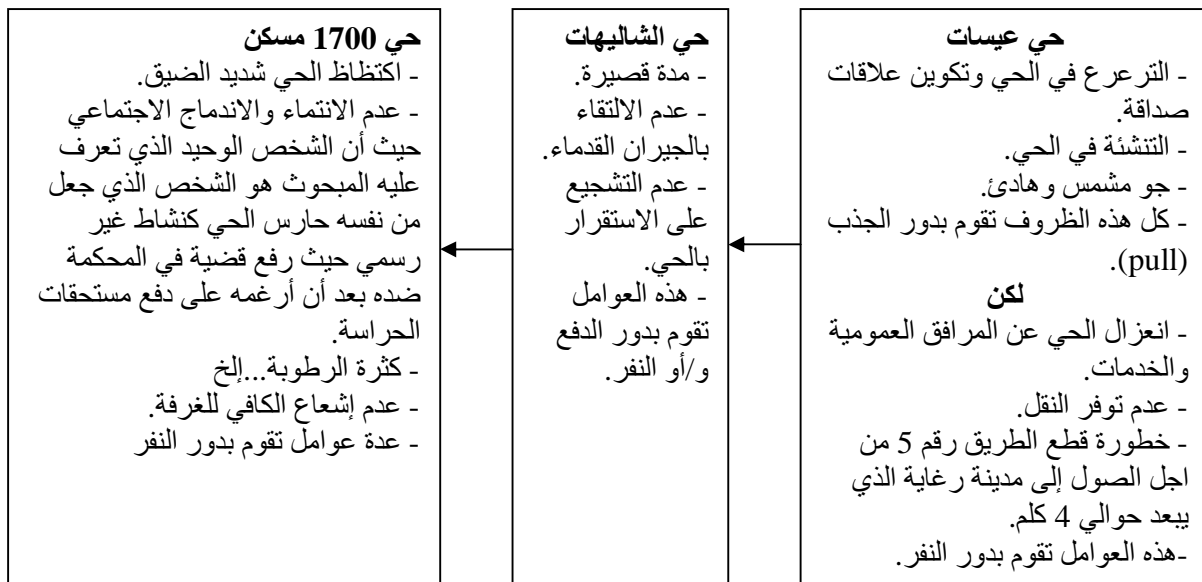 حي عيسات
- الترعرع في الحي وتكوين علاقات
صداقة.
- التنشئة في الحي.
- جو مشمس وهادئ.
- كل هذه الظروف تقوم بدور الجذب
(pull).
لكن
- انعزال الحي عن المرافق العمومية
والخدمات.
- عدم توفر النقل.
- خطورة قطع الطريق رقم 5 من
اجل الصول إلى مدينة رغاية الذي
يبعد حوالي 4 كلم.
-هذه العوامل تقوم بدور النفر.
حي الشاليهات
- مدة قصيرة.
- عدم الالتقاء
بالجيران القدماء.
- عدم التشجيع
على الاستقرار
بالحي.
- هذه العوامل
تقوم بدور الدفع
و/أو النفر.
حي 1700 مسكن
- اكتظاظ الحي شديد الضيق.
- عدم الانتماء والاندماج الاجتماعي
حيث أن الشخص الوحيد الذي تعرف
عليه المبحوث هو الشخص الذي جعل
من نفسه حارس الحي كنشاط غير
رسمي حيث رفع قضية في المحكمة
ضده بعد أن أرغمه على دفع مستحقات
الحراسة.
- كثرة الرطوبة...إلخ
- عدم إشعاع الكافي للغرفة.
- عدة عوامل تقوم بدور النفر